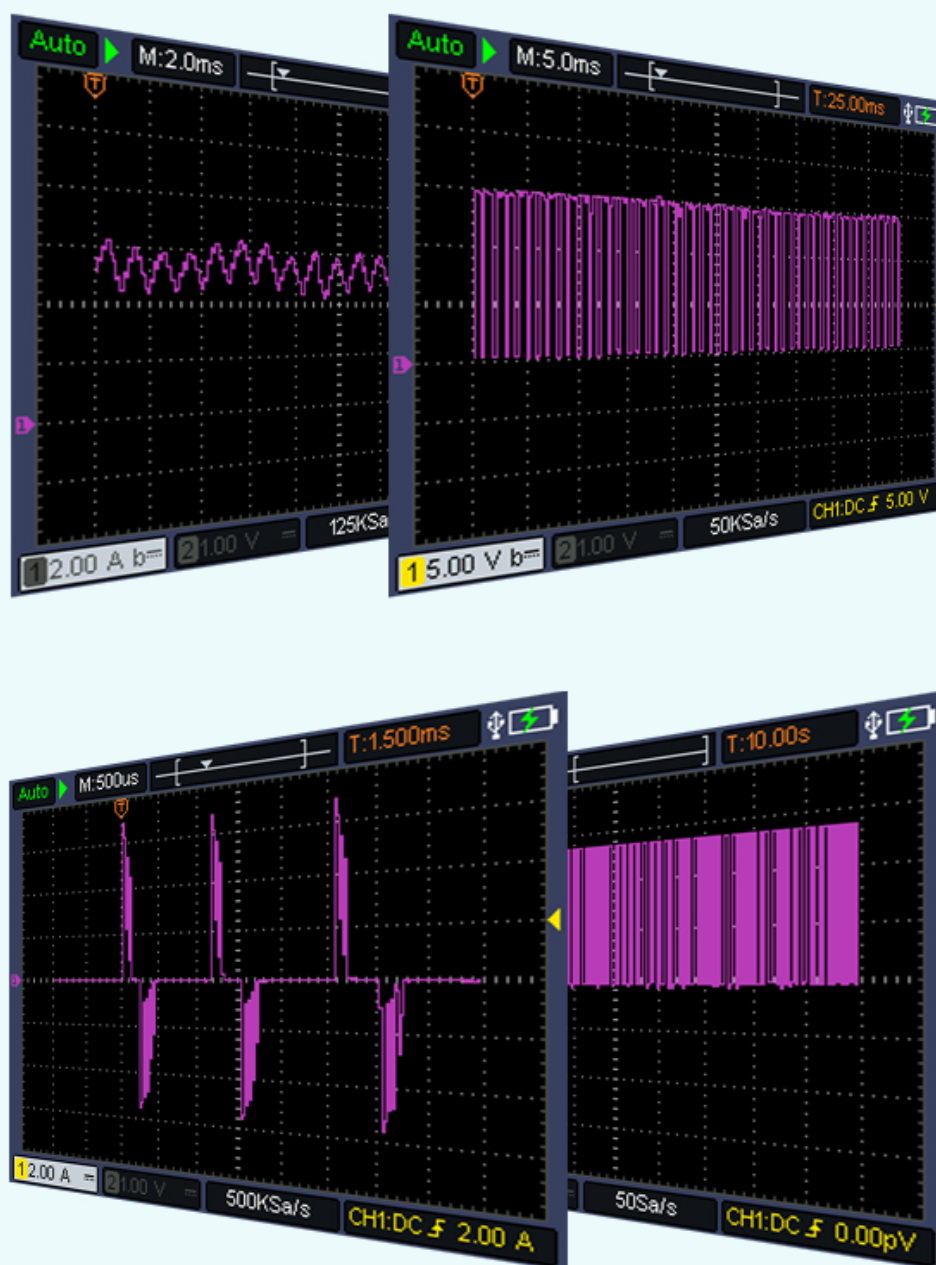 Auto M:2.0ms
T
1
125KSa
1 2.00 A b
2 1.00 V
Auto M:5.0ms T:25.00ms
T
1
1 5.00 V b
2 1.00 V
50KSa/s
CH1:DC 5.00 V
Auto M:500us T:1.500ms
T
1 2.00 A
2 1.00 V
500KSa/s
CH1:DC 2.00 A
T:10.00s
50Sa/s
CH1:DC 0.00pV